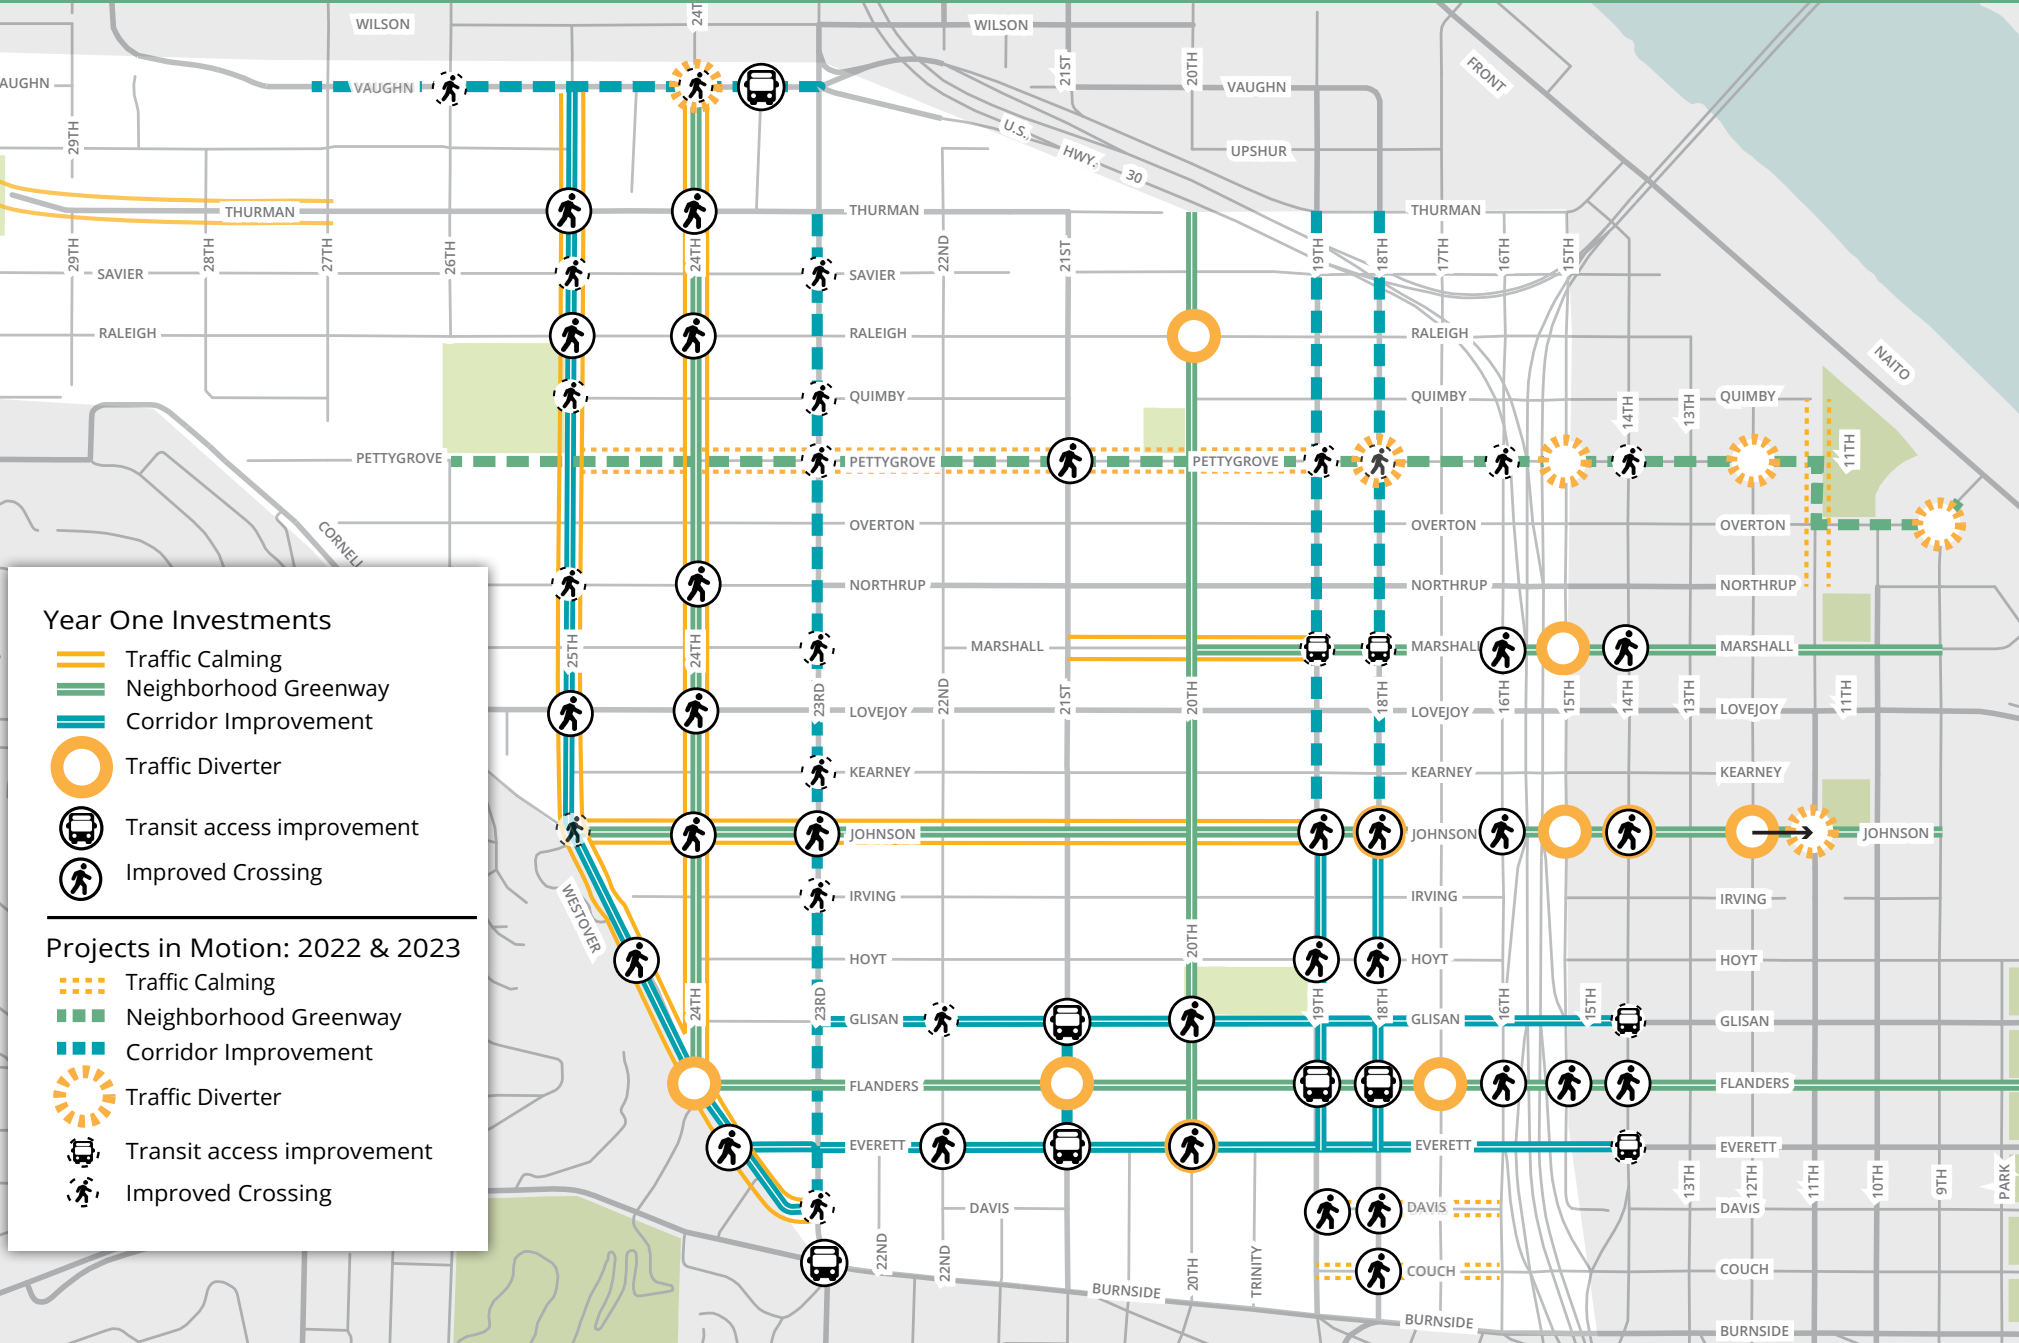 24T
WILSON
WILSON
21ST
20TH
FRONT
AUGHN
VAUGHN
VAUGHN
29TH
U.S.,
HWY.
30
UPSHUR
THURMAN
THURMAN
THURMAN
29TH
28TH
27TH
26TH
24TH
22ND
21ST
19TH
18TH
17TH
16TH
15TH
SAVIER
SAVIER
RALEIGH
RALEIGH
RALEIGH
NAITO
QUIMBY
QUIMBY
QUIMBY
14TH
13TH
11TH
PETTYGROVE
PETTYGROVE
PETTYGROVE
CORNELL
OVERTON
OVERTON
OVERTON
NORTHRUP
NORTHRUP
NORTHRUP
25TH
24TH
MARSHALL
MARSHALL
MARSHALL
23RD
22ND
21ST
20TH
18TH
16TH
15TH
14TH
13TH
11TH
LOVEJOY
LOVEJOY
LOVEJOY
KEARNEY
KEARNEY
KEARNEY
JOHNSON
JOHNSON
JOHNSON
WESTOVER
IRVING
IRVING
IRVING
20TH
HOYT
HOYT
HOYT
24TH
23RD
19TH
18TH
16TH
15TH
GLISAN
GLISAN
GLISAN
FLANDERS
FLANDERS
EVERETT
EVERETT
EVERETT
13TH
12TH
11TH
10TH
9TH
PARK
DAVIS
DAVIS
DAVIS
22ND
22ND
20TH
TRINITY
COUCH
COUCH
BURNSIDE
BURNSIDE
BURNSIDE
Year One Investments
Traffic Calming
Neighborhood Greenway
Corridor Improvement
Traffic Diverter
Transit access improvement
Improved Crossing
Projects in Motion: 2022 & 2023
Traffic Calming
Neighborhood Greenway
Corridor Improvement
Traffic Diverter
Transit access improvement
Improved Crossing